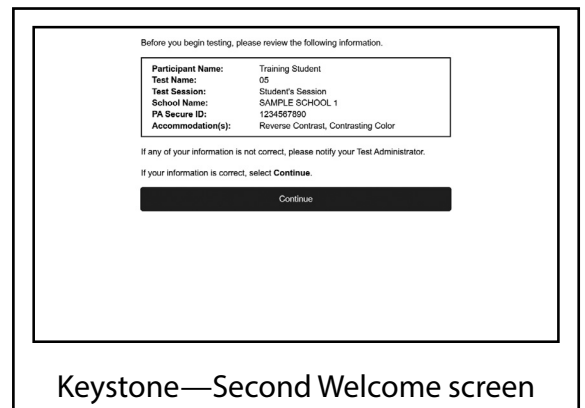 Before you begin testing, please review the following information.
Participant Name: Training Student
Test Name: 05
Test Session: Student's Session
School Name: SAMPLE SCHOOL 1
PA Secure ID: 1234567890
Accommodation(s): Reverse Contrast, Contrasting Color
If any of your information is not correct, please notify your Test Administrator.
If your information is correct, select Continue.
Continue
Keystone—Second Welcome screen